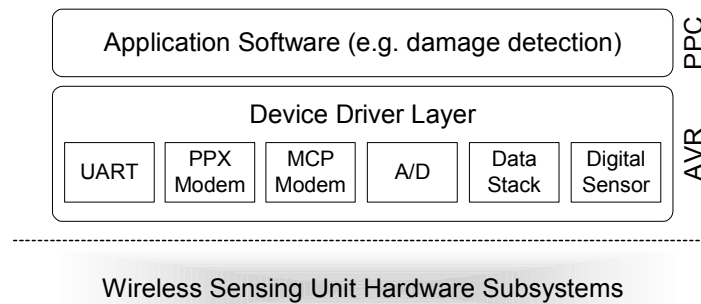 Application Software (e.g. damage detection)
PPC
Device Driver Layer
UART
PPX
Modem
MCP
Modem
A/D
Data
Stack
Digital
Sensor
AVR
Wireless Sensing Unit Hardware Subsystems